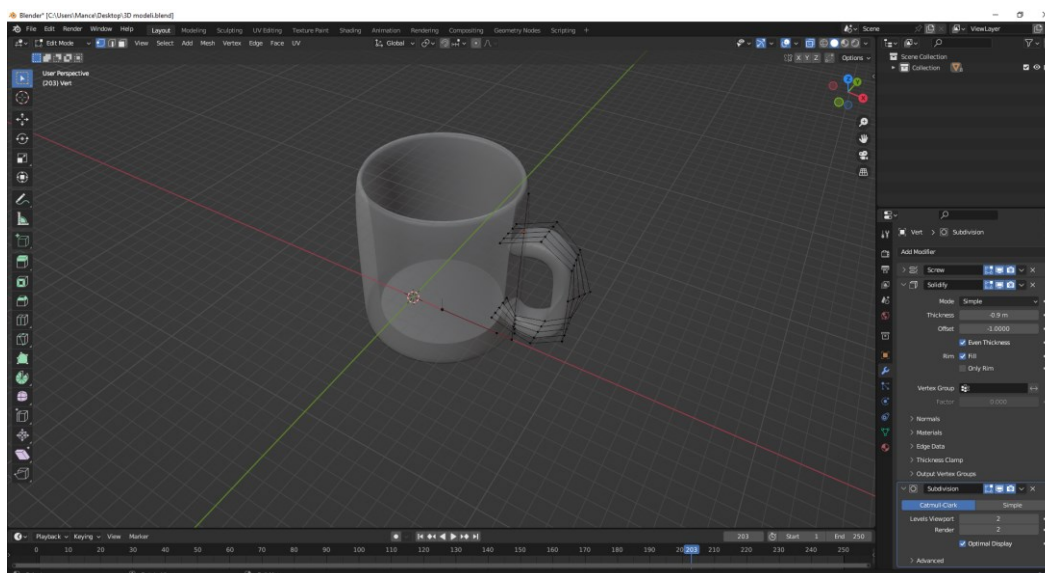 Blender* [C:\Users\Mance\Desktop\3D modeli.blend]
File Edit Render Window Help Layout Modeling Sculpting UV Editing Texture Paint Shading Animation Rendering Compositing Geometry Nodes Scripting + Scene ViewLayer
Edit Mode View Select Add Mesh Vertex Edge Face UV Global
X Y Z Options
User Perspective
(203) Vert
Scene Collection
Collection
Vert > Subdivision
Add Modifier
Screw
Solidify
Mode Simple
Thickness -0.9 m
Offset -1.0000
Even Thickness
Rim Fill
Only Rim
Vertex Group
Factor 0.000
> Normals
> Materials
> Edge Data
> Thickness Clamp
> Output Vertex Groups
Subdivision
Catmull-Clark Simple
Levels Viewport 2
Render 2
Optimal Display
> Advanced
Playback Keying View Marker 203 Start 1 End 250
0 10 20 30 40 50 60 70 80 90 100 110 120 130 140 150 160 170 180 190 20 203 210 220 230 240 250